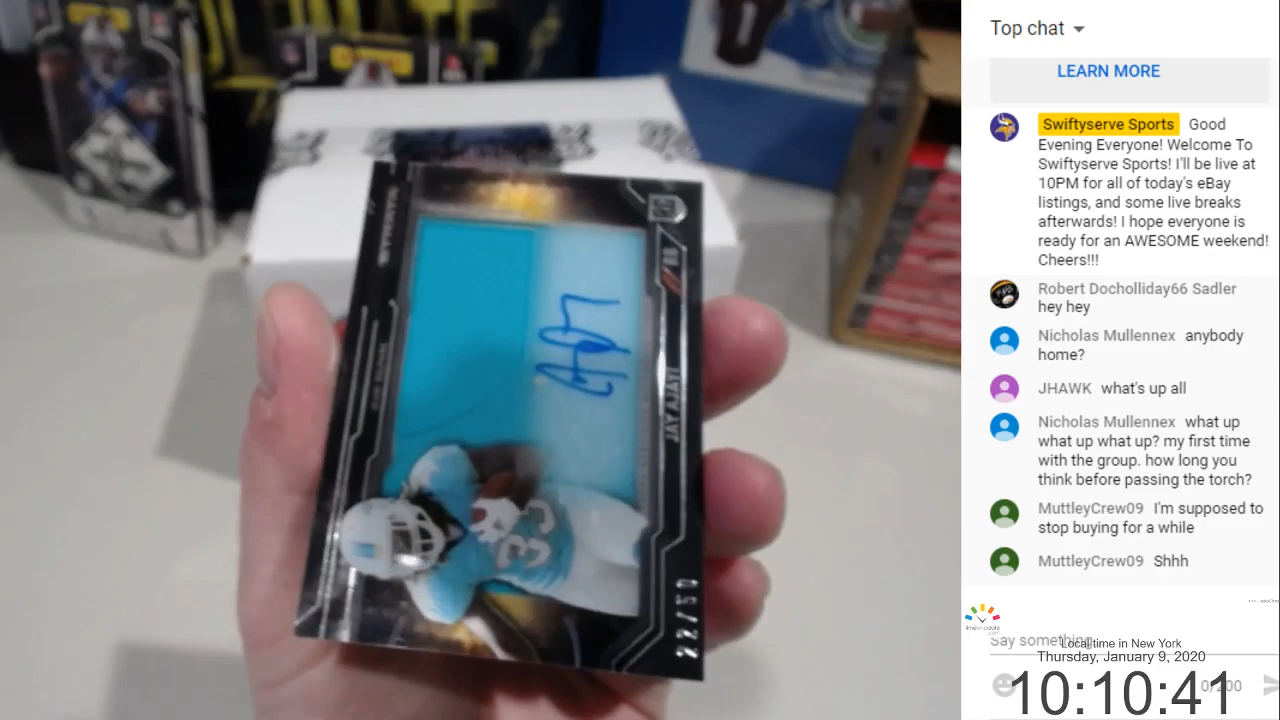 JAY AJAYI
RB
22/50
33
Top chat
LEARN MORE
Swiftyserve Sports Good
Evening Everyone! Welcome To
Swiftyserve Sports! I'll be live at
10PM for all of today's eBay
listings, and some live breaks
afterwards! I hope everyone is
ready for an AWESOME weekend!
Cheers!!!
Robert Docholliday66 Sadler
hey hey
Nicholas Mullennex anybody
home?
JHAWK what's up all
Nicholas Mullennex what up
what up what up? my first time
with the group. how long you
think before passing the torch?
MuttleyCrew09 I'm supposed to
stop buying for a while
MuttleyCrew09 Shhh
Say something...
Local time in New York
Thursday, January 9, 2020
0/200
10:10:41